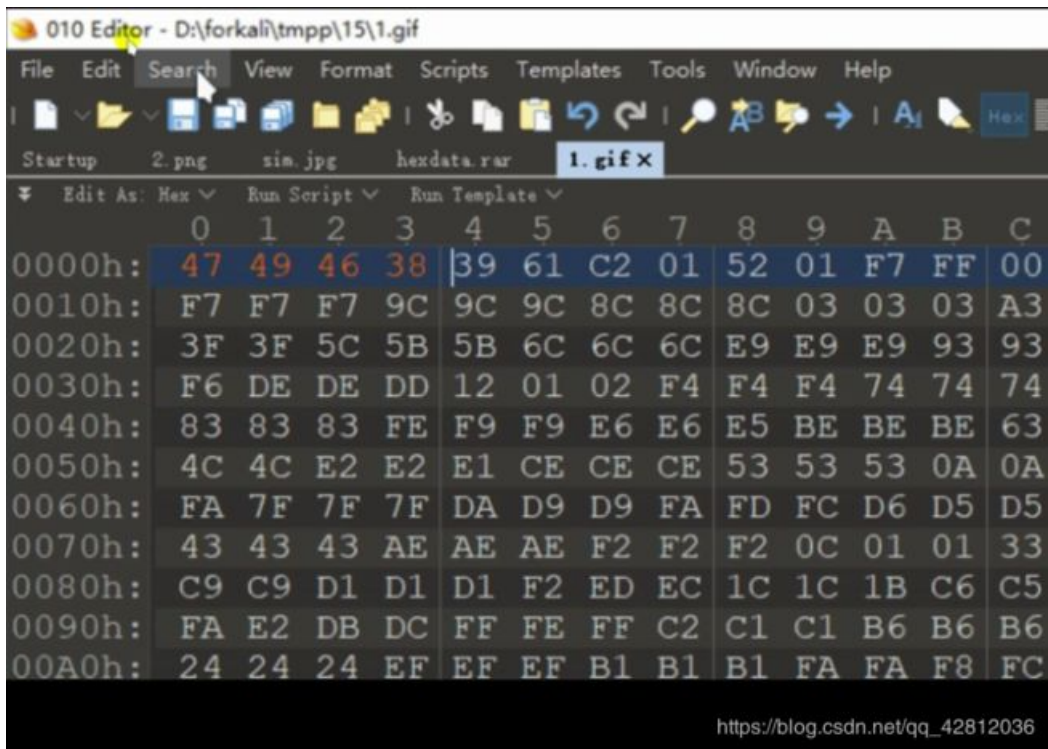 010 Editor - D:\forkali\tmpp\15\1.gif
File Edit Search View Format Scripts Templates Tools Window Help
Hex
Startup 2.png sim.jpg hexdata.rar 1.gif ×
Edit As: Hex Run Script Run Template
0 1 2 3 4 5 6 7 8 9 A B C
0000h: 47 49 46 38 39 61 C2 01 52 01 F7 FF 00
0010h: F7 F7 F7 9C 9C 9C 8C 8C 8C 03 03 03 A3
0020h: 3F 3F 5C 5B 5B 6C 6C 6C E9 E9 E9 93 93
0030h: F6 DE DE DD 12 01 02 F4 F4 F4 74 74 74
0040h: 83 83 83 FE F9 F9 E6 E6 E5 BE BE BE 63
0050h: 4C 4C E2 E2 E1 CE CE CE 53 53 53 0A 0A
0060h: FA 7F 7F 7F DA D9 D9 FA FD FC D6 D5 D5
0070h: 43 43 43 AE AE AE F2 F2 F2 0C 01 01 33
0080h: C9 C9 D1 D1 D1 F2 ED EC 1C 1C 1B C6 C5
0090h: FA E2 DB DC FF FE FF C2 C1 C1 B6 B6 B6
00A0h: 24 24 24 EF EF EF B1 B1 B1 FA FA F8 FC
https://blog.csdn.net/qq_42812036